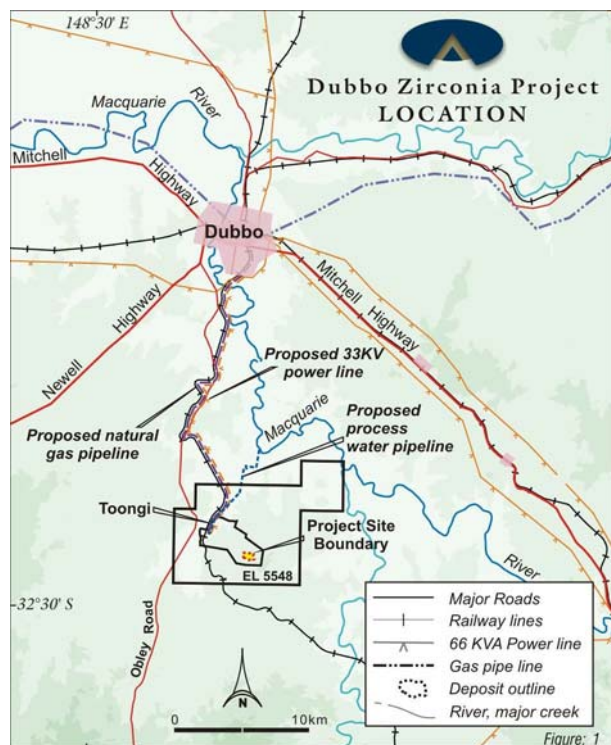 148°30' E
Dubbo Zirconia Project
LOCATION
Macquarie
River
Mitchell
Highway
Dubbo
Mitchell
Highway
Newell
Highway
Proposed 33KV
power line
Proposed natural
gas pipeline
Macquarie
Proposed
process
water pipeline
Toongi
Project Site
Boundary
EL 5548
River
32°30' S
Obley Road
N
0
10km
Major Roads
Railway lines
66 KVA Power line
Gas pipe line
Deposit outline
River, major creek
Figure: 1